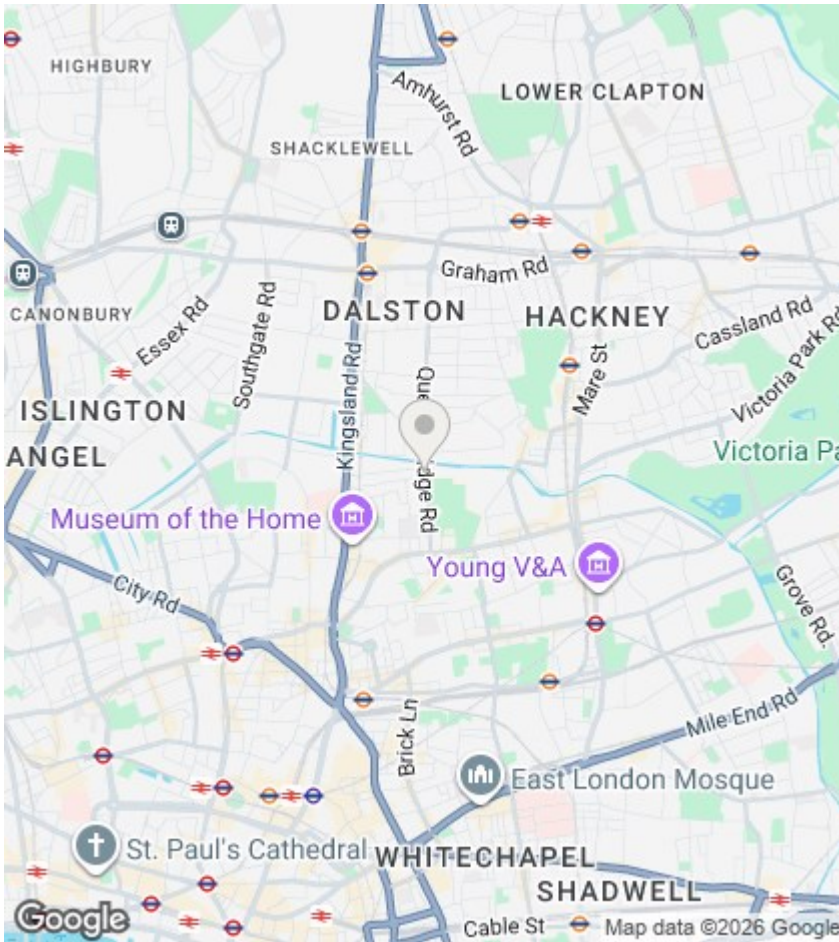 HIGHBURY
LOWER CLAPTON
Amhurst Rd
SHACKLEWELL
Graham Rd
CANONBURY
Essex Rd
Southgate Rd
DALSTON
HACKNEY
Cassland Rd
Victoria Park Rd
Kingsland Rd
Mare St
ISLINGTON
ANGEL
Que
dge Rd
Victoria Pa
Museum of the Home
Young V&A
City Rd
Grove Rd.
Brick Ln
Mile End Rd
East London Mosque
St. Paul's Cathedral
WHITECHAPEL
SHADWELL
Cable St
Google
Map data ©2026 Google